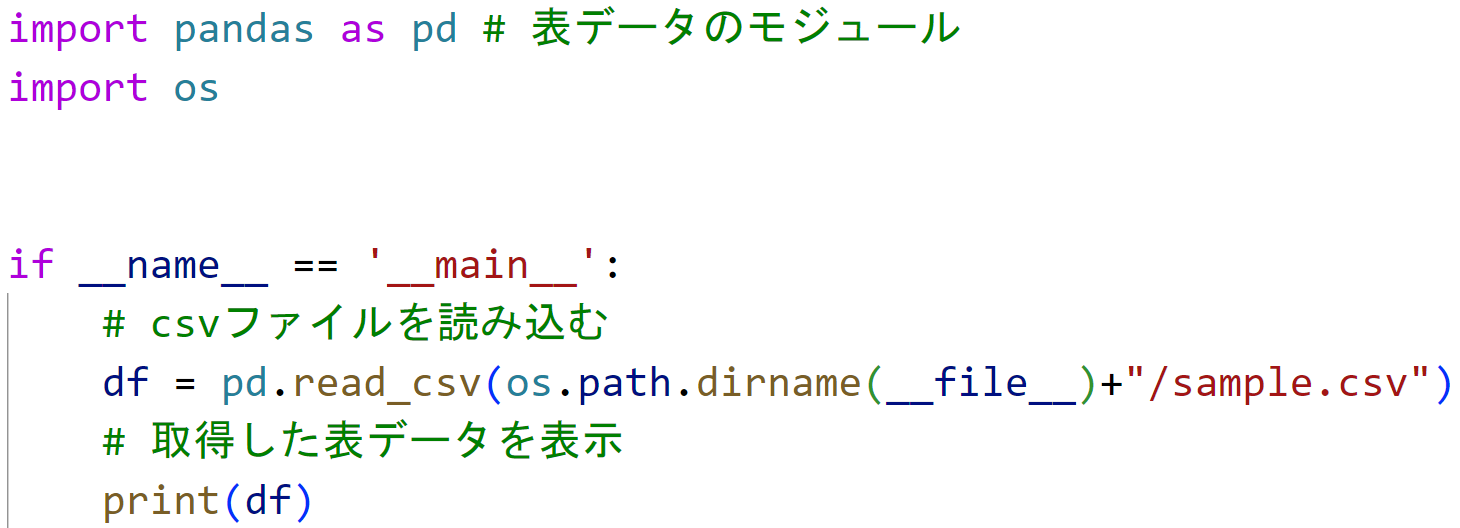 import pandas as pd # 表データのモジュール
import os
if __name__ == '__main__':
# csvファイルを読み込む
df = pd.read_csv(os.path.dirname(__file__)+"/sample.csv")
# 取得した表データを表示
print(df)